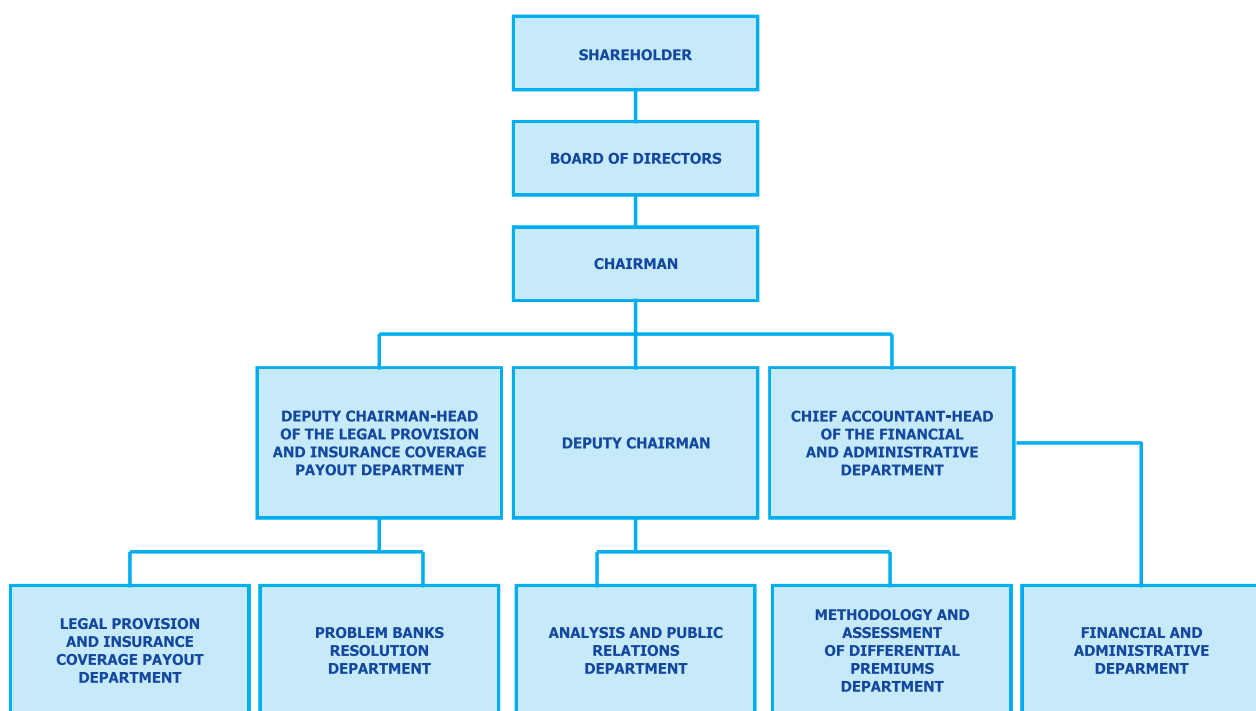 SHAREHOLDER
BOARD OF DIRECTORS
CHAIRMAN
DEPUTY CHAIRMAN-HEAD
OF THE LEGAL PROVISION
AND INSURANCE COVERAGE
PAYOUT DEPARTMENT
DEPUTY CHAIRMAN
CHIEF ACCOUNTANT-HEAD
OF THE FINANCIAL
AND ADMINISTRATIVE
DEPARTMENT
LEGAL PROVISION
AND INSURANCE
COVERAGE PAYOUT
DEPARTMENT
PROBLEM BANKS
RESOLUTION
DEPARTMENT
ANALYSIS AND PUBLIC
RELATIONS
DEPARTMENT
METHODOLOGY AND
ASSESSMENT
OF DIFFERENTIAL
PREMIUMS
DEPARTMENT
FINANCIAL AND
ADMINISTRATIVE
DEPARMENT